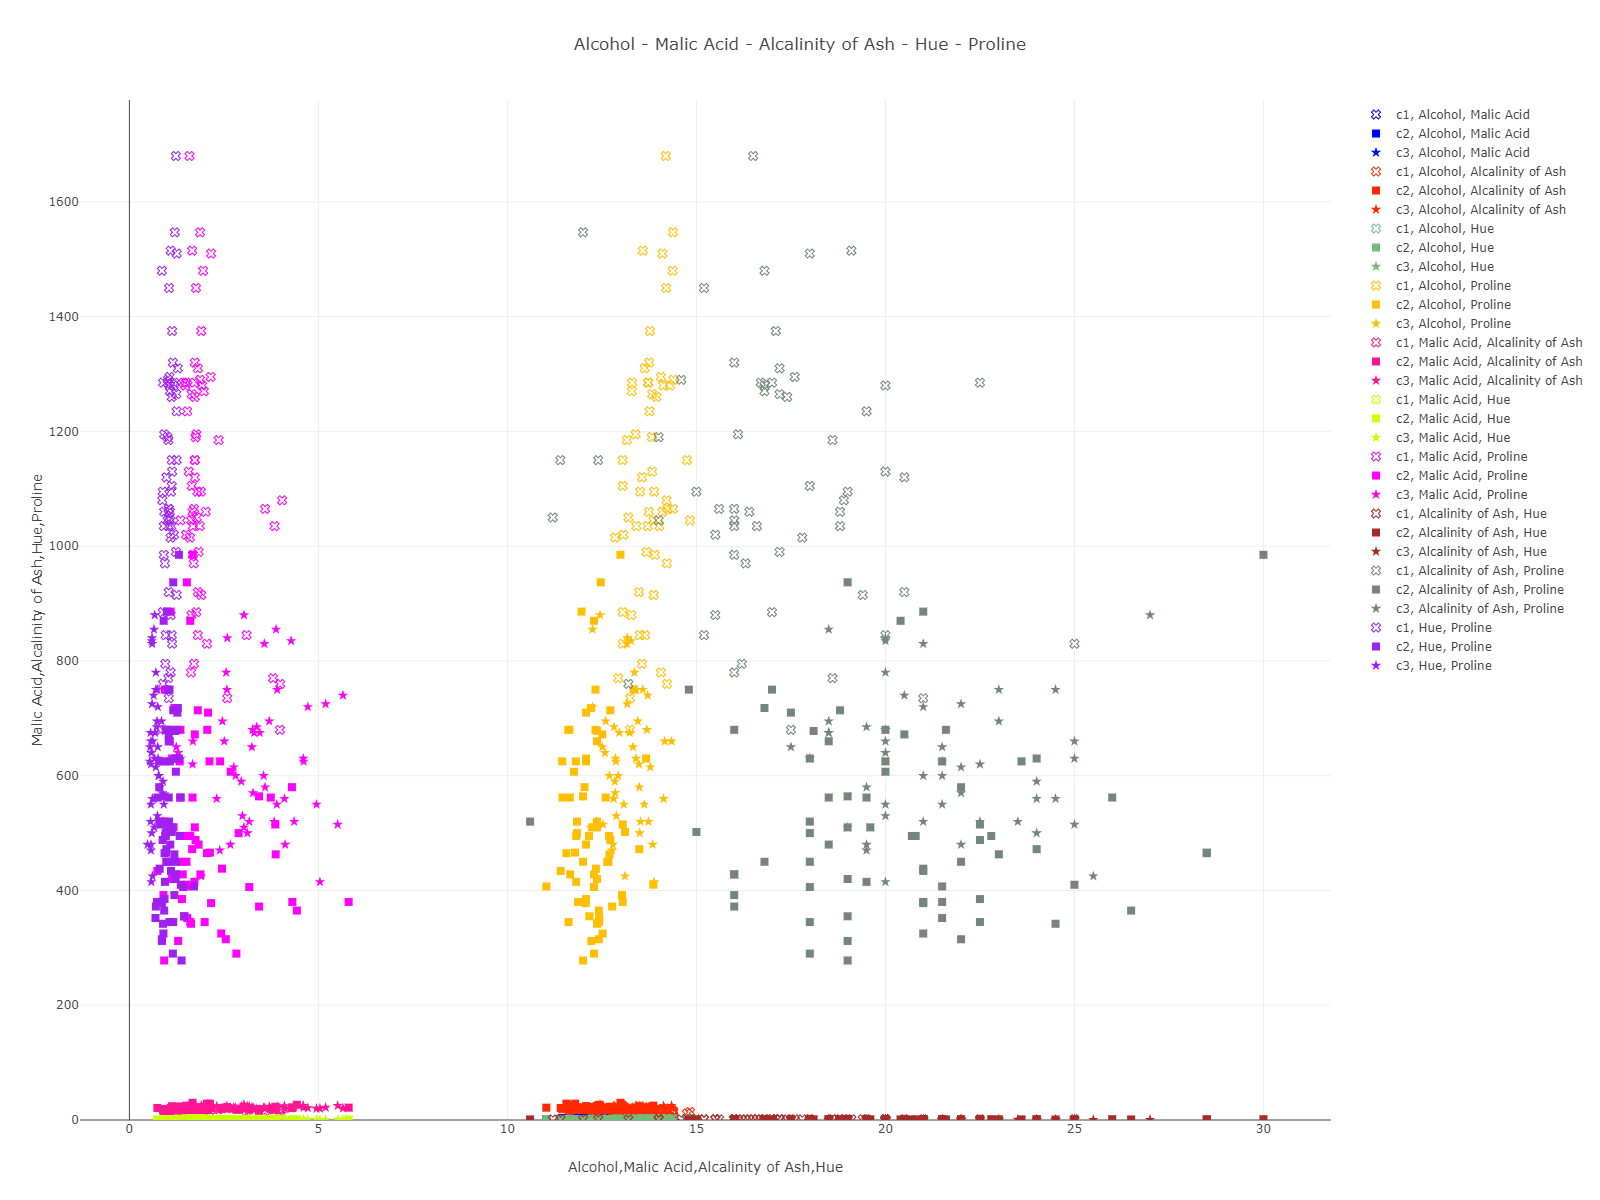 Alcohol - Malic Acid - Alcalinity of Ash - Hue - Proline
Malic Acid,Alcalinity of Ash,Hue,Proline
1600
1400
1200
1000
800
600
400
200
0
0
5
10
15
20
25
30
Alcohol,Malic Acid,Alcalinity of Ash,Hue
c1, Alcohol, Malic Acid
c2, Alcohol, Malic Acid
c3, Alcohol, Malic Acid
c1, Alcohol, Alcalinity of Ash
c2, Alcohol, Alcalinity of Ash
c3, Alcohol, Alcalinity of Ash
c1, Alcohol, Hue
c2, Alcohol, Hue
c3, Alcohol, Hue
c1, Alcohol, Proline
c2, Alcohol, Proline
c3, Alcohol, Proline
c1, Malic Acid, Alcalinity of Ash
c2, Malic Acid, Alcalinity of Ash
c3, Malic Acid, Alcalinity of Ash
c1, Malic Acid, Hue
c2, Malic Acid, Hue
c3, Malic Acid, Hue
c1, Malic Acid, Proline
c2, Malic Acid, Proline
c3, Malic Acid, Proline
c1, Alcalinity of Ash, Hue
c2, Alcalinity of Ash, Hue
c3, Alcalinity of Ash, Hue
c1, Alcalinity of Ash, Proline
c2, Alcalinity of Ash, Proline
c3, Alcalinity of Ash, Proline
c1, Hue, Proline
c2, Hue, Proline
c3, Hue, Proline